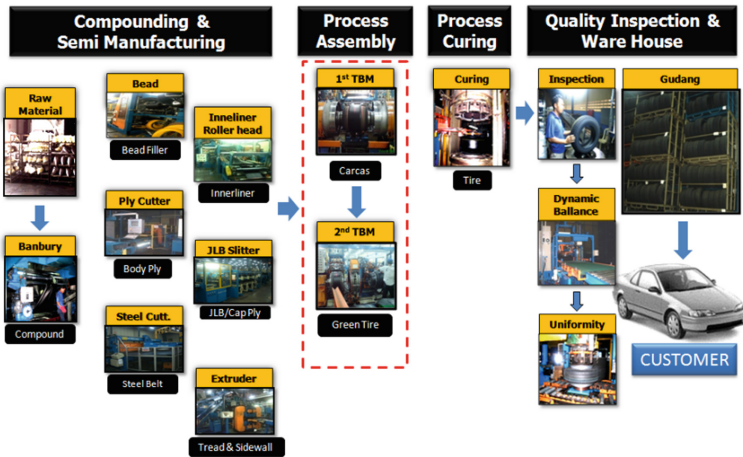 Compounding &
Semi Manufacturing
Process
Assembly
Process
Curing
Quality Inspection &
Ware House
Raw
Material
Banbury
Compound
Bead
Bead Filler
Ply Cutter
Body Ply
Steel Cutt.
Steel Belt
Inneliner
Roller head
Innerliner
JLB Slitter
JLB/Cap Ply
Extruder
Tread & Sidewall
1st TBM
Carcas
2nd TBM
Green Tire
Curing
Tire
Inspection
Dynamic
Ballance
Uniformity
Gudang
CUSTOMER